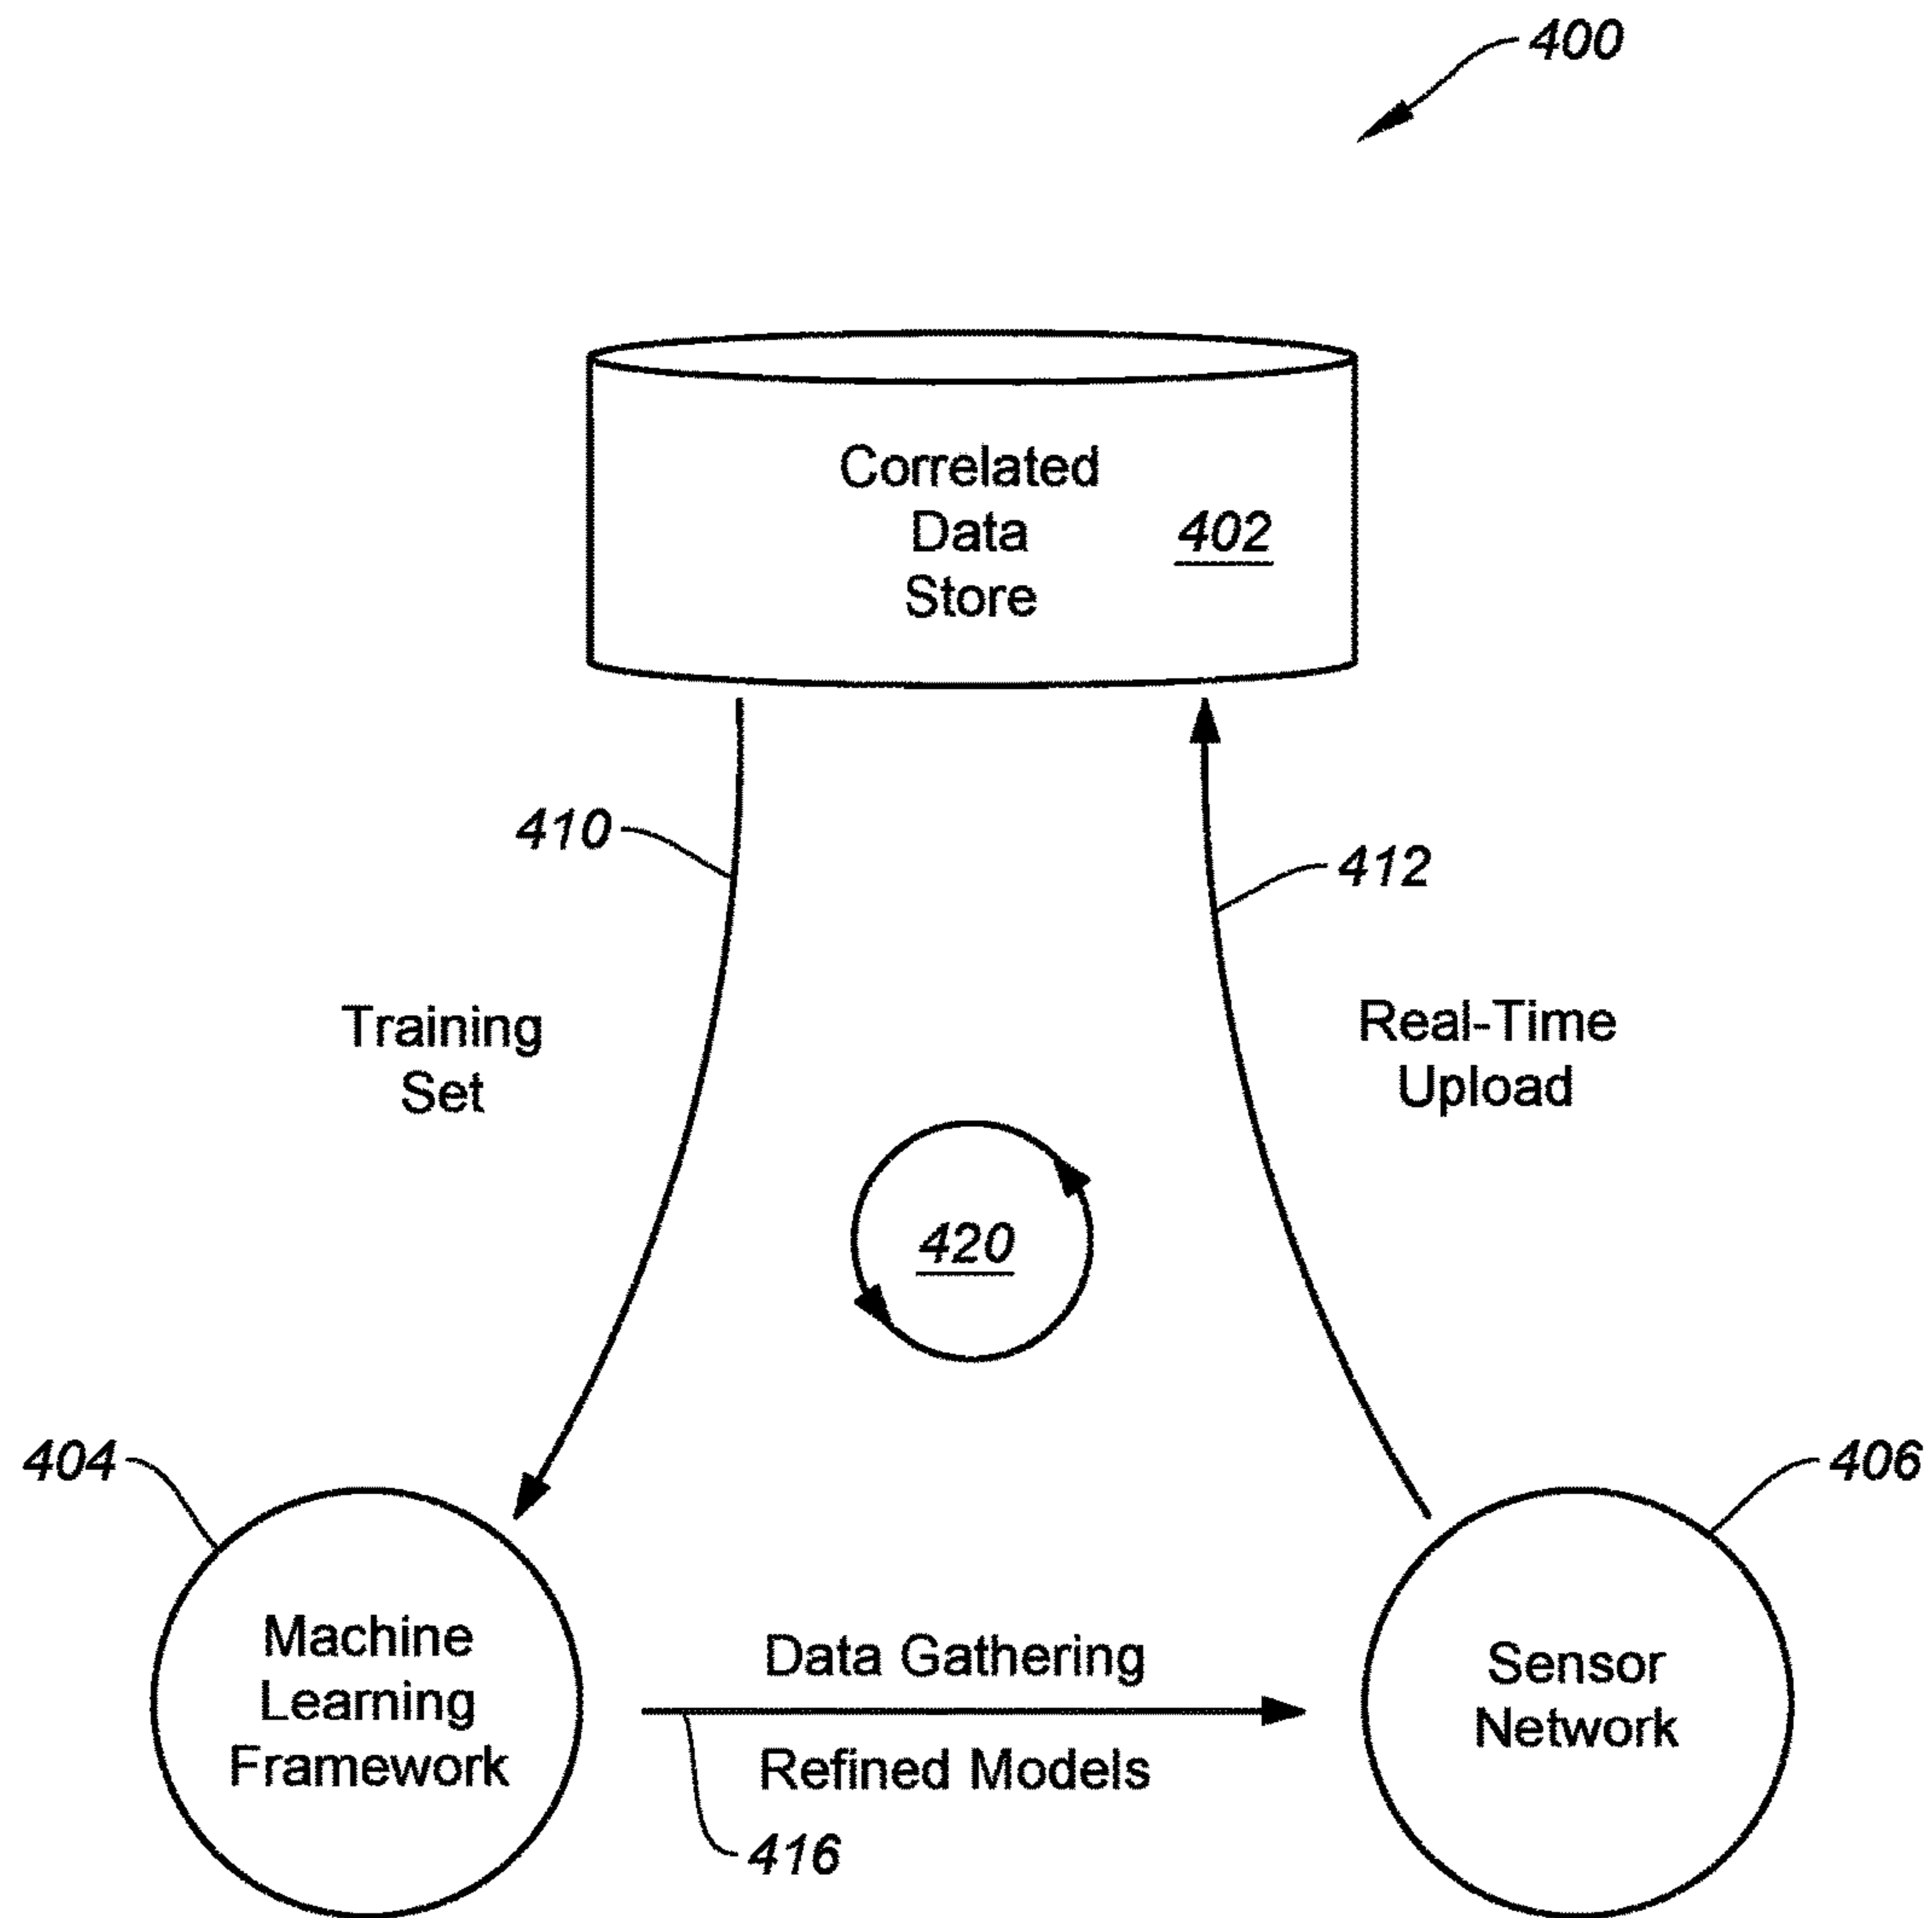 400
Correlated
Data
402
Store
410
412
Training
Set
Real-Time
Upload
420
404
406
Machine
Learning
Framework
Data Gathering
Refined Models
416
Sensor
Network